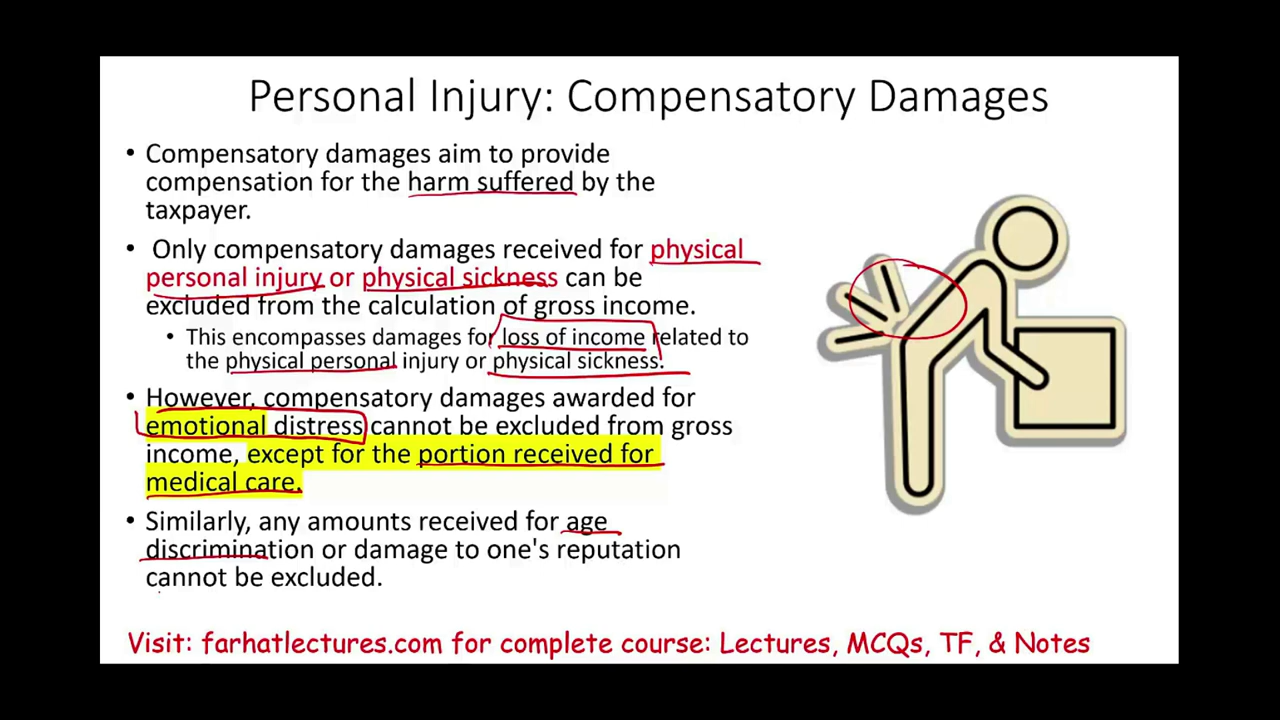 Personal Injury: Compensatory Damages
• Compensatory damages aim to provide
compensation for the harm suffered by the
taxpayer.
• Only compensatory damages received for physical
personal injury or physical sickness can be
excluded from the calculation of gross income.
• This encompasses damages for loss of income related to
the physical personal injury or physical sickness.
• However, compensatory damages awarded for
emotional distress cannot be excluded from gross
income, except for the portion received for
medical care.
• Similarly, any amounts received for age
discrimination or damage to one's reputation
cannot be excluded.
Visit: farhatlectures.com for complete course: Lectures, MCQs, TF, & Notes